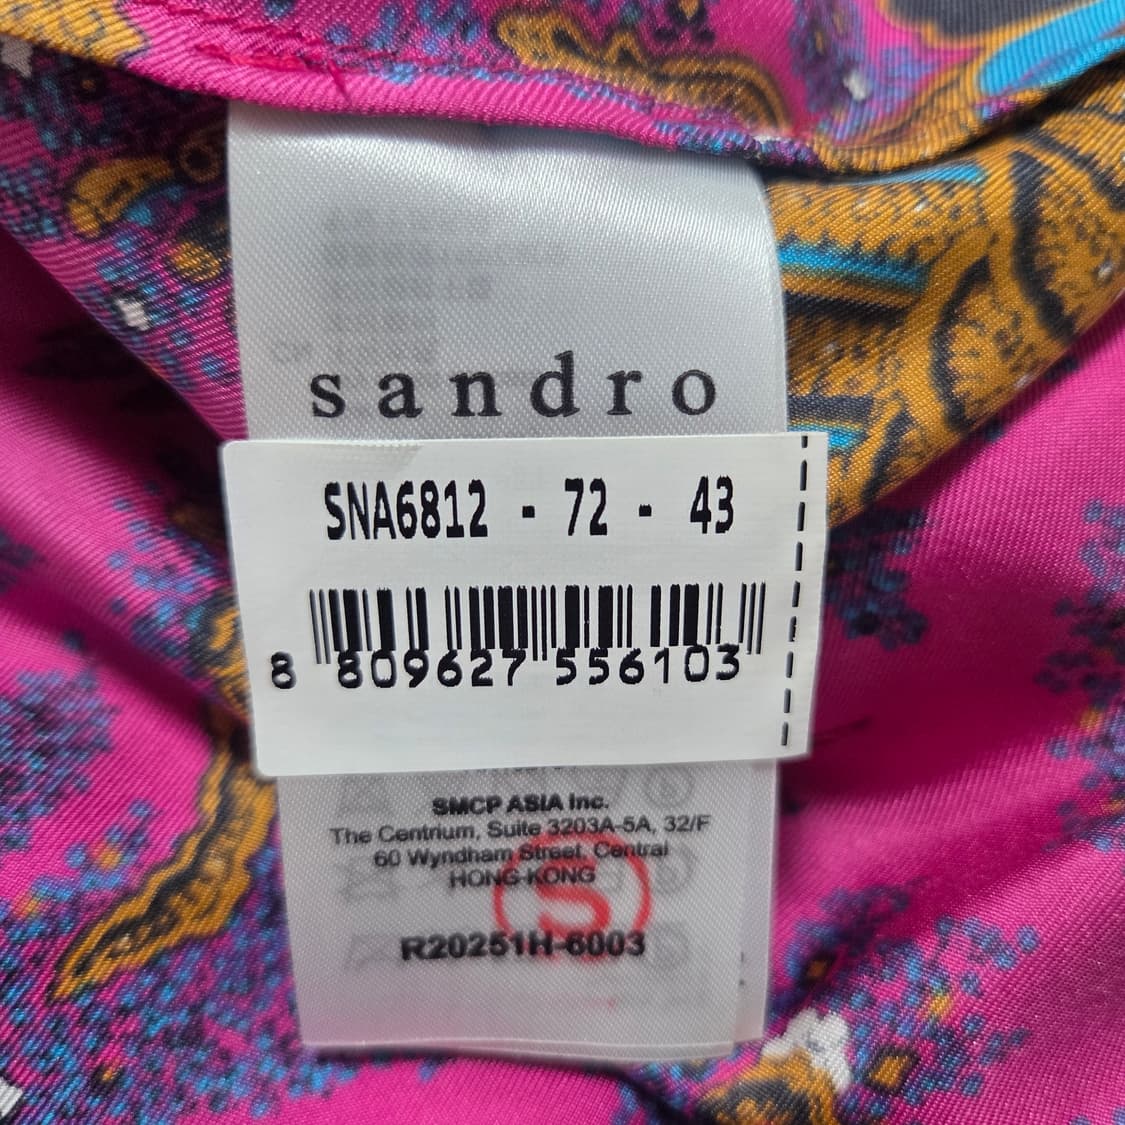 sandro
SNA6812 - 72 - 43
8 809627 556103
SMCP ASIA Inc.
The Centrium, Suite 3203A-5A, 32/F
60 Wyndham Street, Central
HONG-KONG
S
R20251H-6003